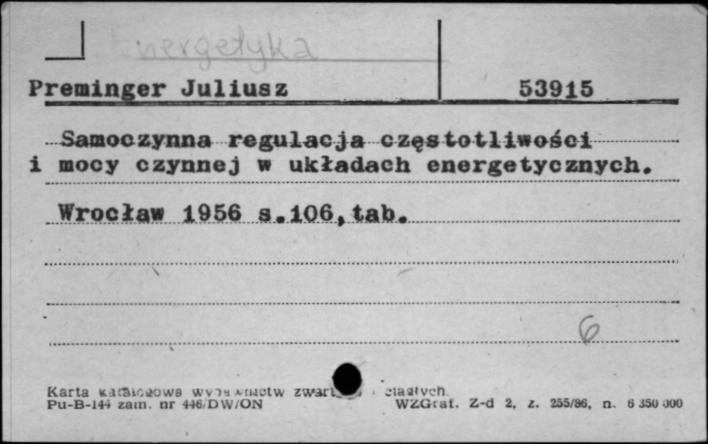 Energetyka
Preminger Juliusz 53915
Samoczynna regulacja częstotliwości
i mocy czynnej w układach energetycznych.
Wrocław 1956 s.106,tab.
6
Karta katalogowa wydawnictw ciągłych.
Pu-B-144 zam. nr 446/DW/ON WZGraf. Z-d 2, z. 255/86, n. 6 350 000